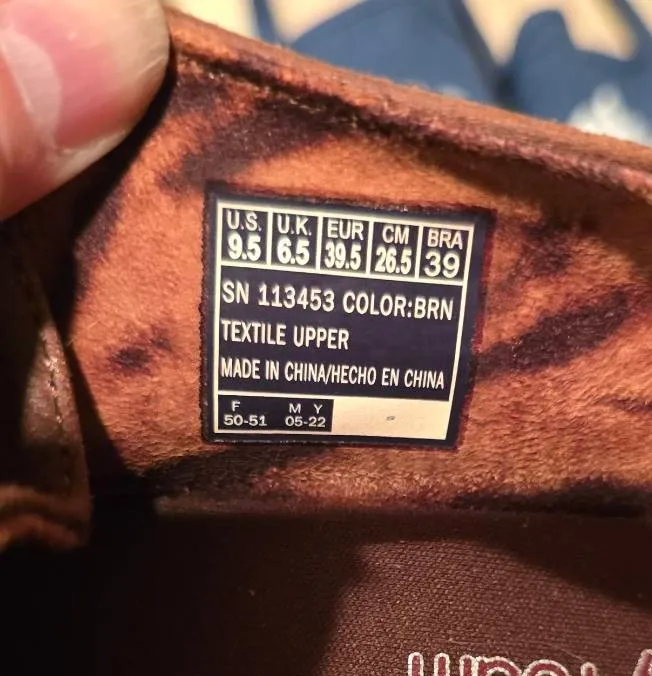 U.S. U.K. EUR CM BRA
9.5 6.5 39.5 26.5 39
SN 113453 COLOR:BRN
TEXTILE UPPER
MADE IN CHINA/HECHO EN CHINA
F M Y
50-51 05-22